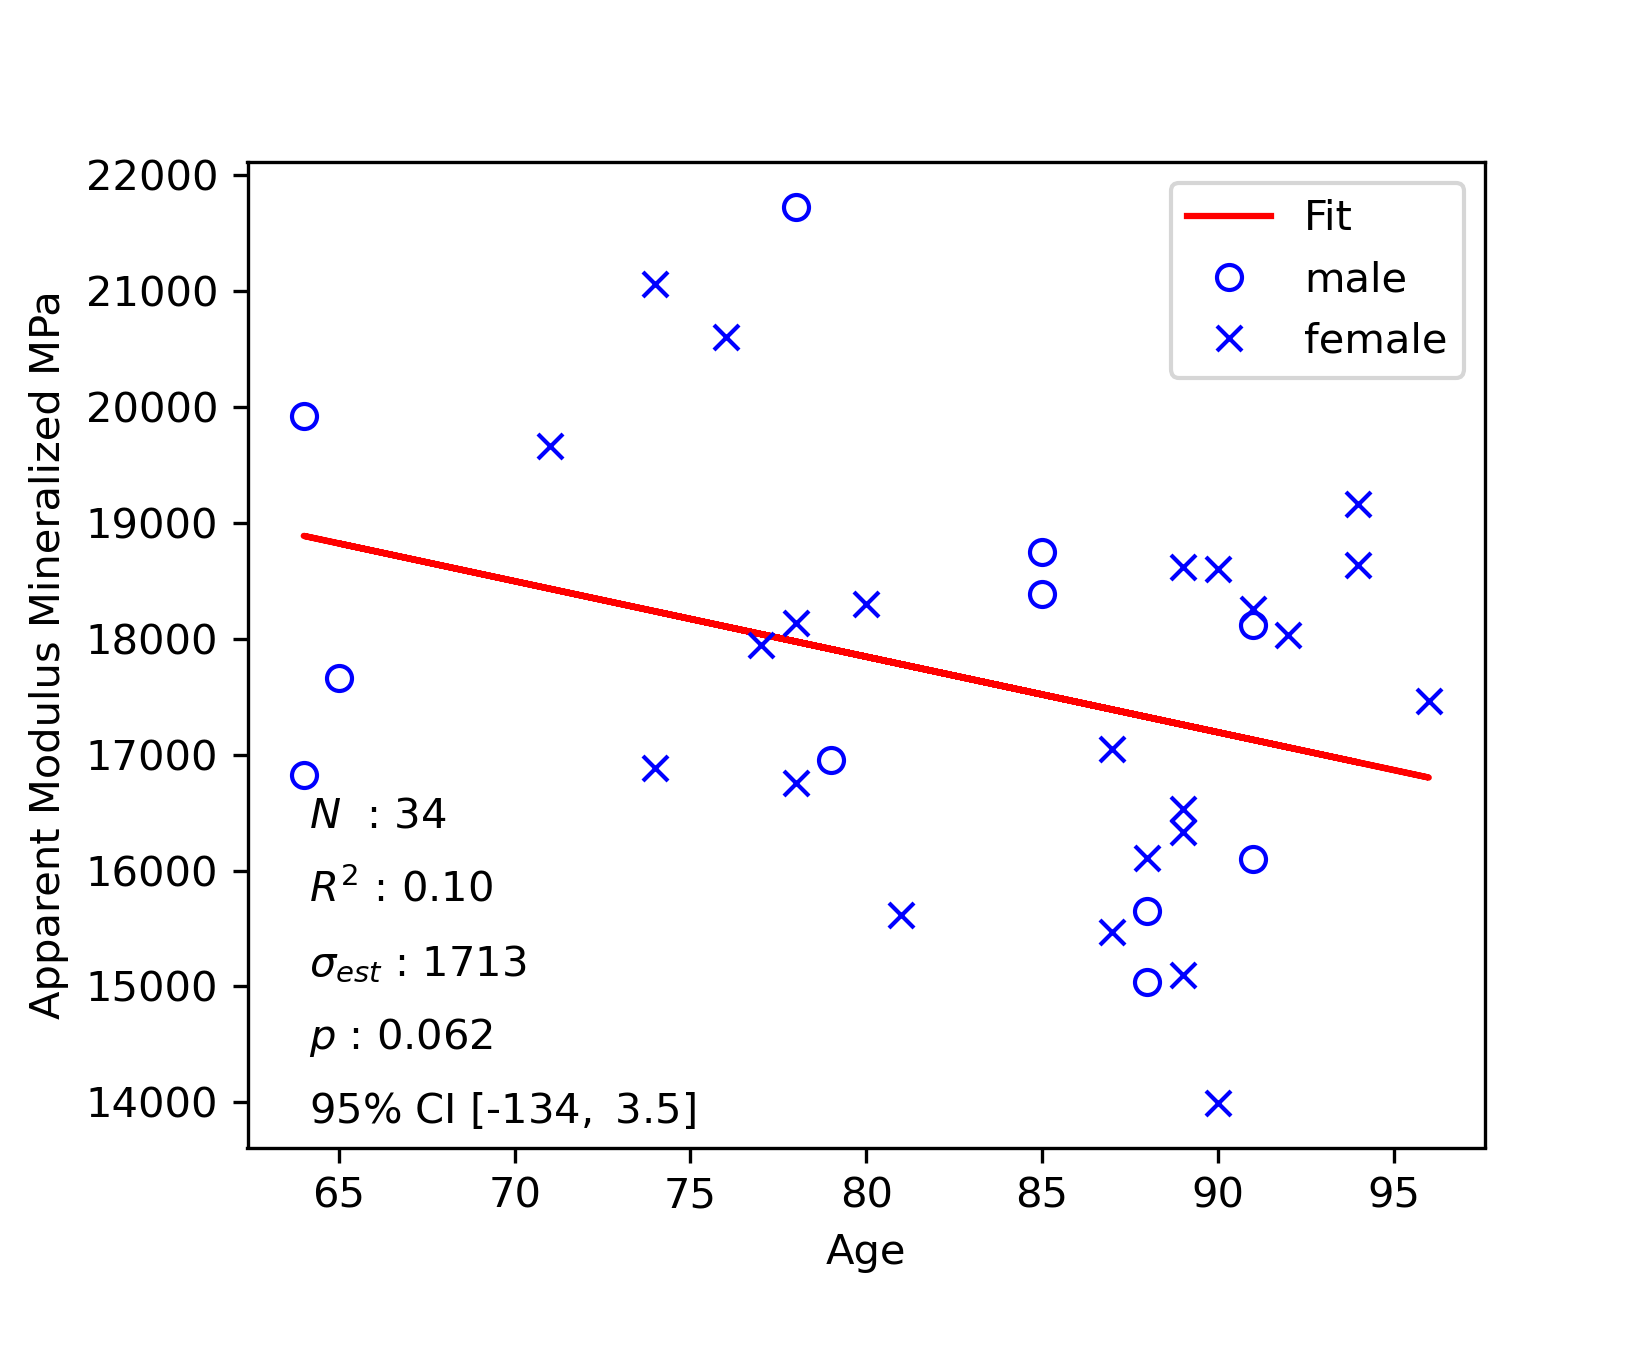 22000
21000
20000
19000
18000
17000
16000
15000
14000
Apparent Modulus Mineralized MPa
Fit
male
female
N : 34
R² : 0.10
σest : 1713
p : 0.062
95% CI [-134, 3.5]
65 70 75 80 85 90 95
Age